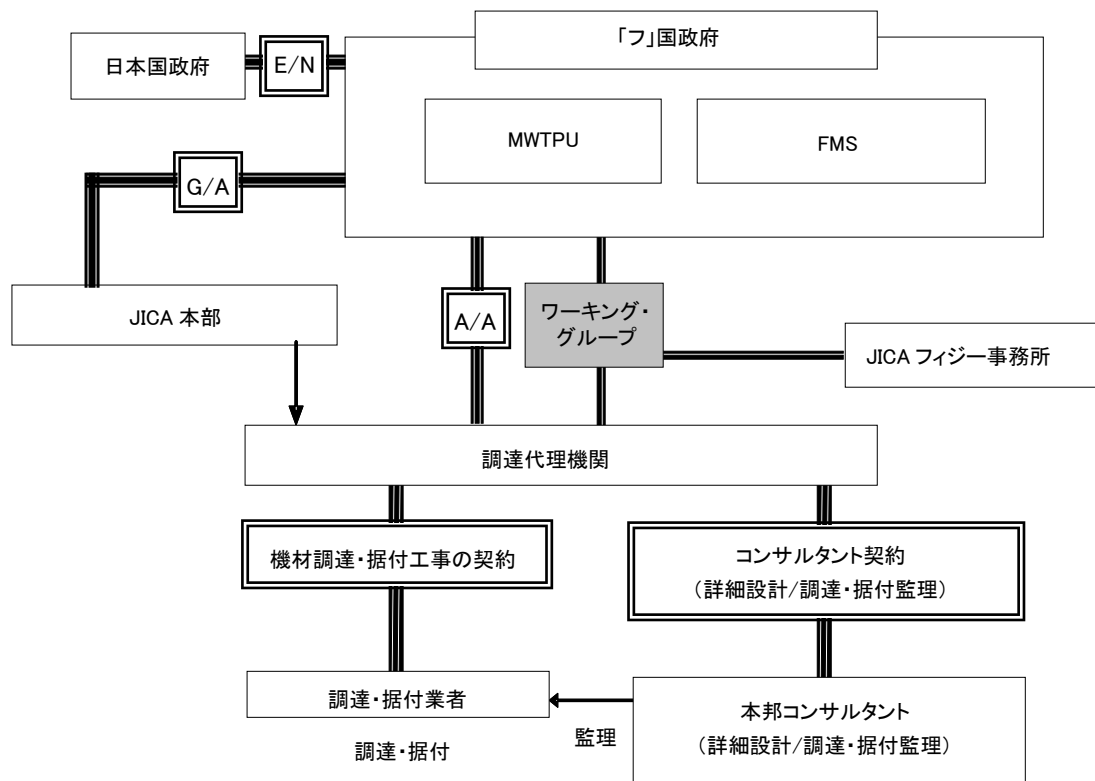 「フ」国政府
日本国政府
E/N
MWTPU
FMS
G/A
JICA 本部
A/A
ワーキング・
グループ
JICA フィジー事務所
調達代理機関
機材調達・据付工事の契約
コンサルタント契約
（詳細設計/調達・据付監理）
調達・据付業者
調達・据付
監理
本邦コンサルタント
（詳細設計/調達・据付監理）